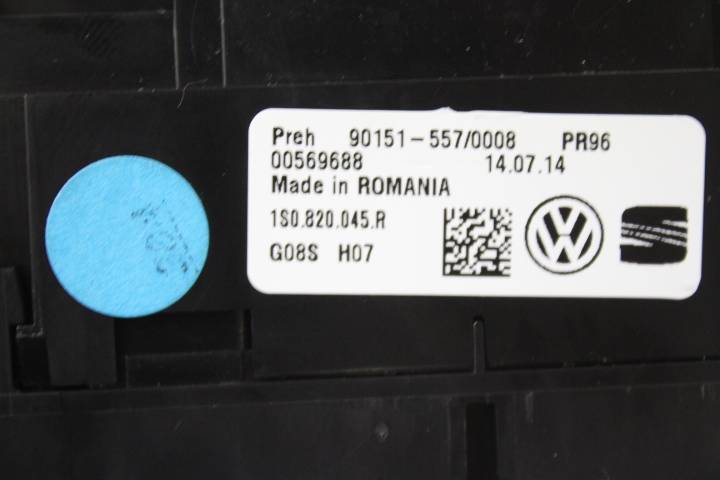 Preh 90151-557/0008 PR96
00569688 14.07.14
Made in ROMANIA
1S0.820.045.R
G08S H07